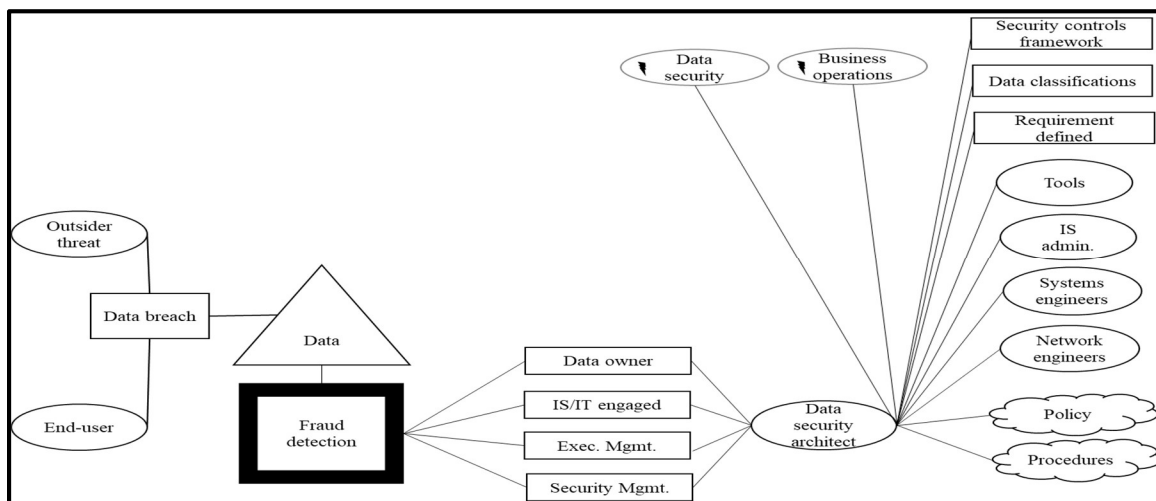 Security controls
framework
Data
security
Business
operations
Data classifications
Requirement
defined
Tools
Outsider
threat
IS
admin.
Systems
engineers
Data breach
Data
Network
engineers
Data owner
IS/IT engaged
Fraud
detection
Exec. Mgmt.
Security Mgmt.
End-user
Data
security
architect
Policy
Procedures